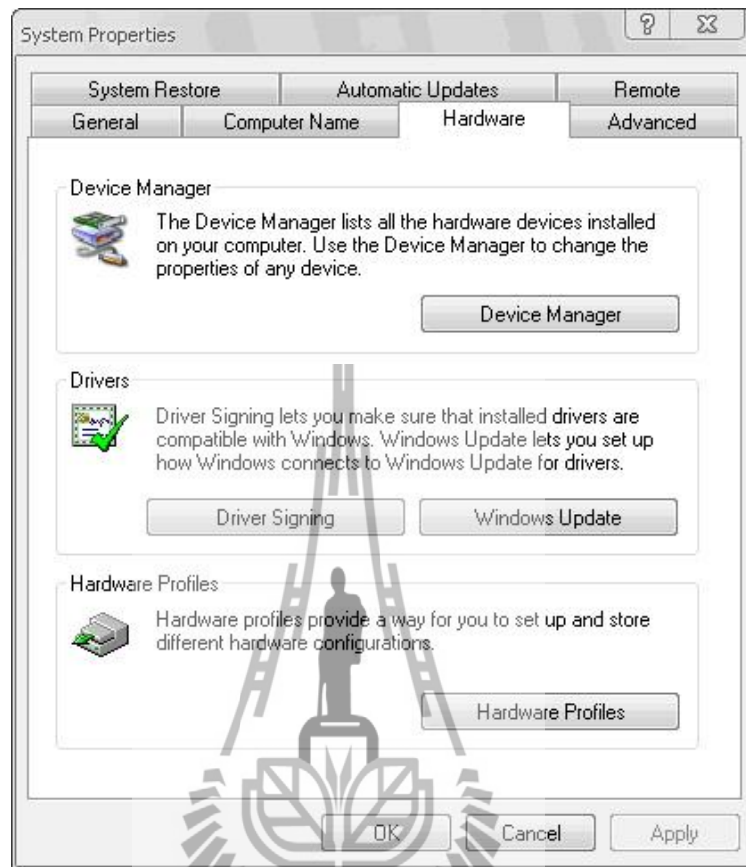 System Properties
System Restore
Automatic Updates
Remote
General
Computer Name
Hardware
Advanced
Device Manager
The Device Manager lists all the hardware devices installed
on your computer. Use the Device Manager to change the
properties of any device.
Device Manager
Drivers
Driver Signing lets you make sure that installed drivers are
compatible with Windows. Windows Update lets you set up
how Windows connects to Windows Update for drivers.
Driver Signing
Windows Update
Hardware Profiles
Hardware profiles provide a way for you to set up and store
different hardware configurations.
Hardware Profiles
OK
Cancel
Apply